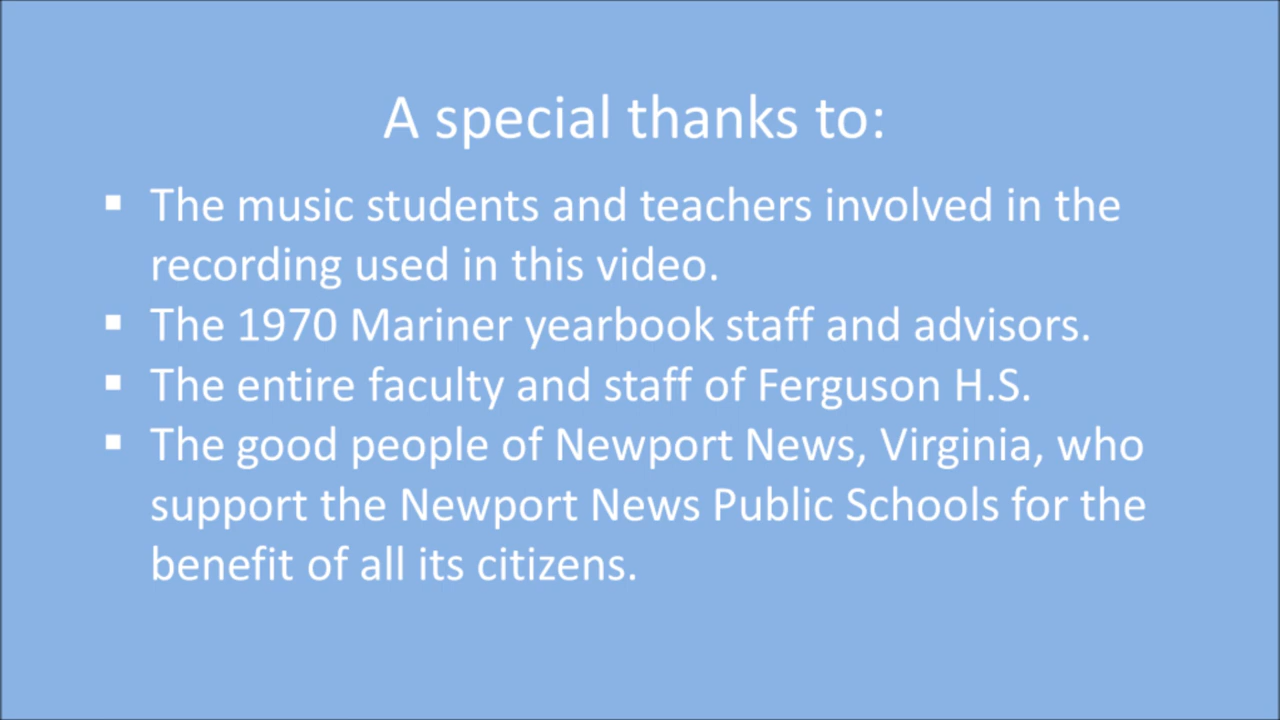 A special thanks to:
▪ The music students and teachers involved in the
recording used in this video.
▪ The 1970 Mariner yearbook staff and advisors.
▪ The entire faculty and staff of Ferguson H.S.
▪ The good people of Newport News, Virginia, who
support the Newport News Public Schools for the
benefit of all its citizens.